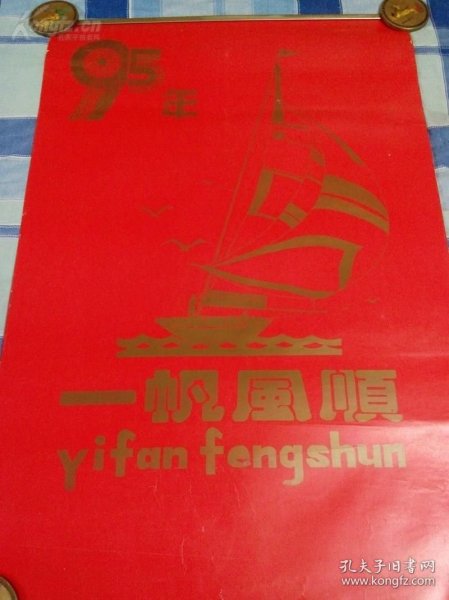 95年
一帆風順
yifan fengshun
孔夫子旧书网
www.kongfz.com